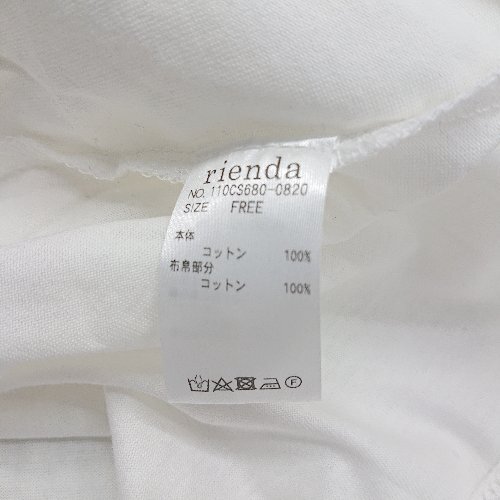 rienda
NO. 110CS680-0820
SIZE FREE
本体
コットン 100%
布帛部分
コットン 100%